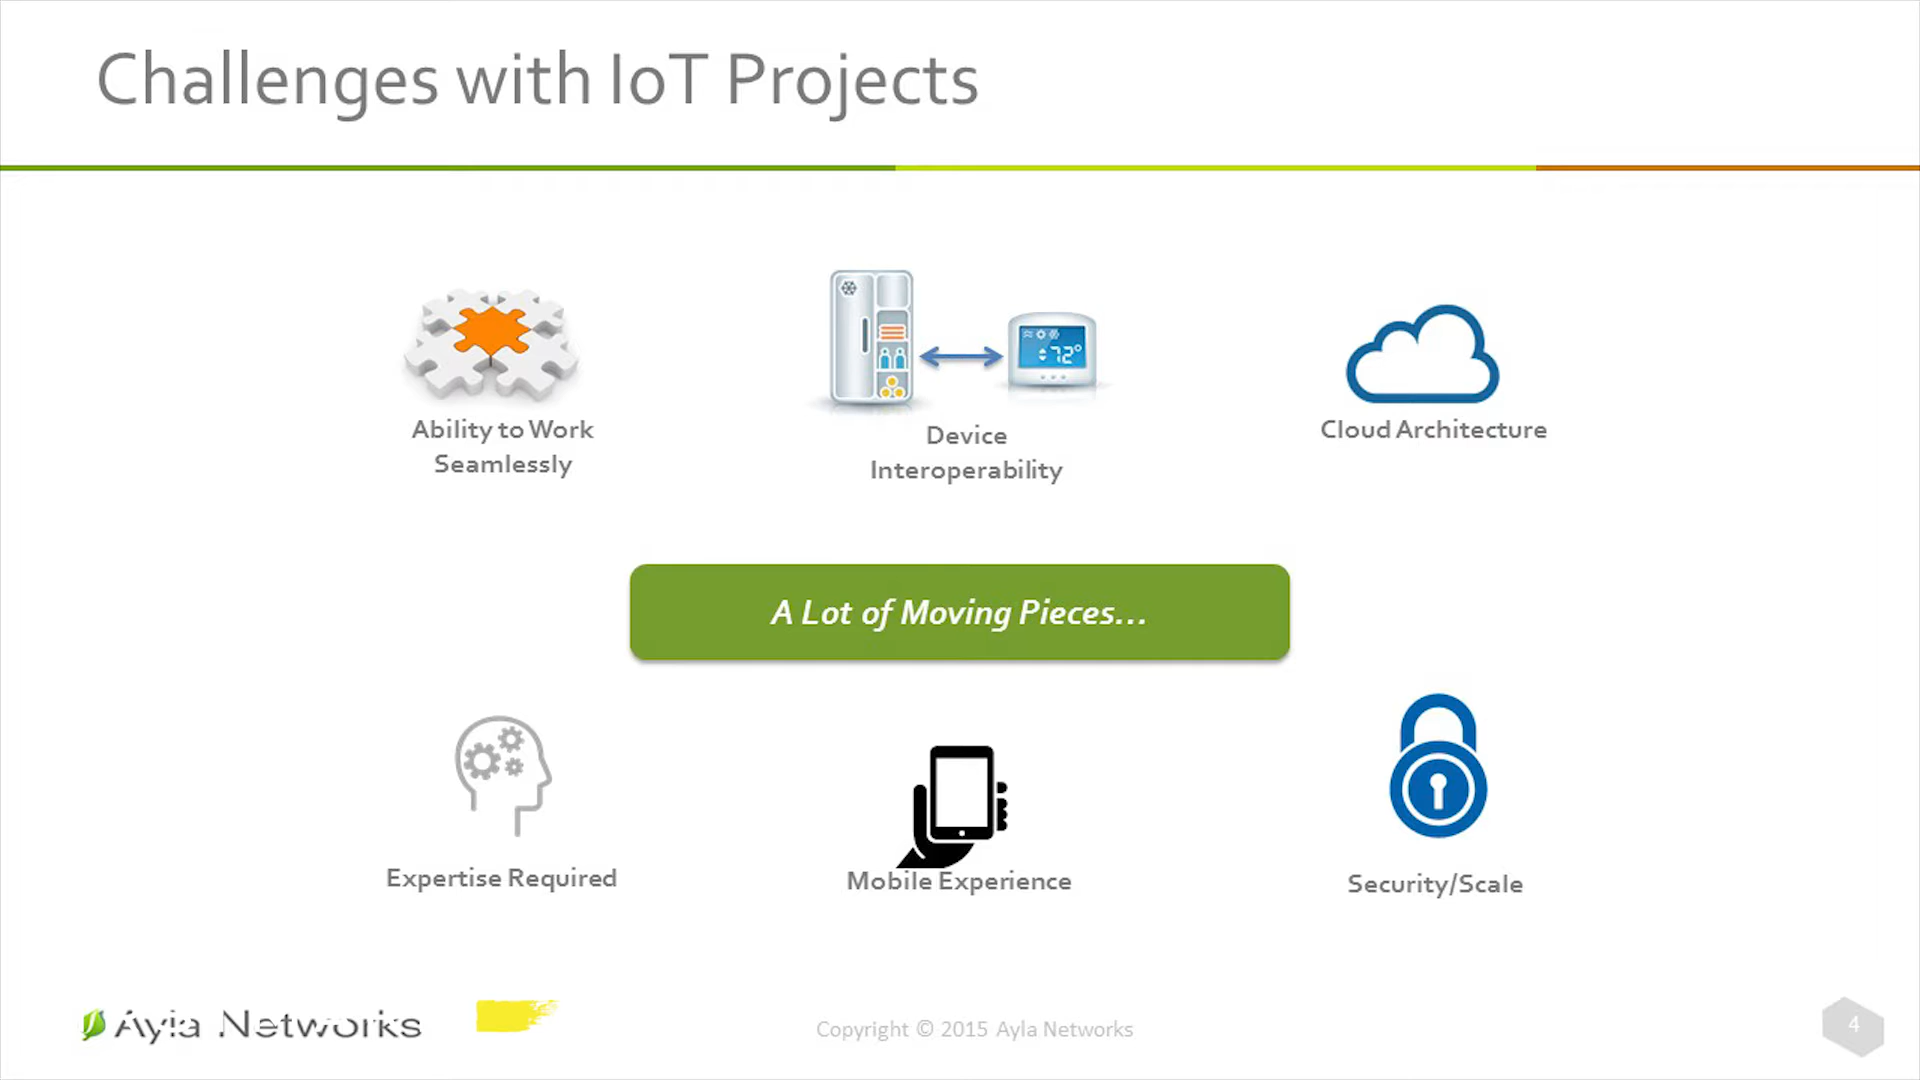 Challenges with IoT Projects
72°
Ability to Work
Seamlessly
Device
Interoperability
Cloud Architecture
A Lot of Moving Pieces...
Expertise Required
Mobile Experience
Security/Scale
Ayla Networks
Copyright © 2015 Ayla Networks
4